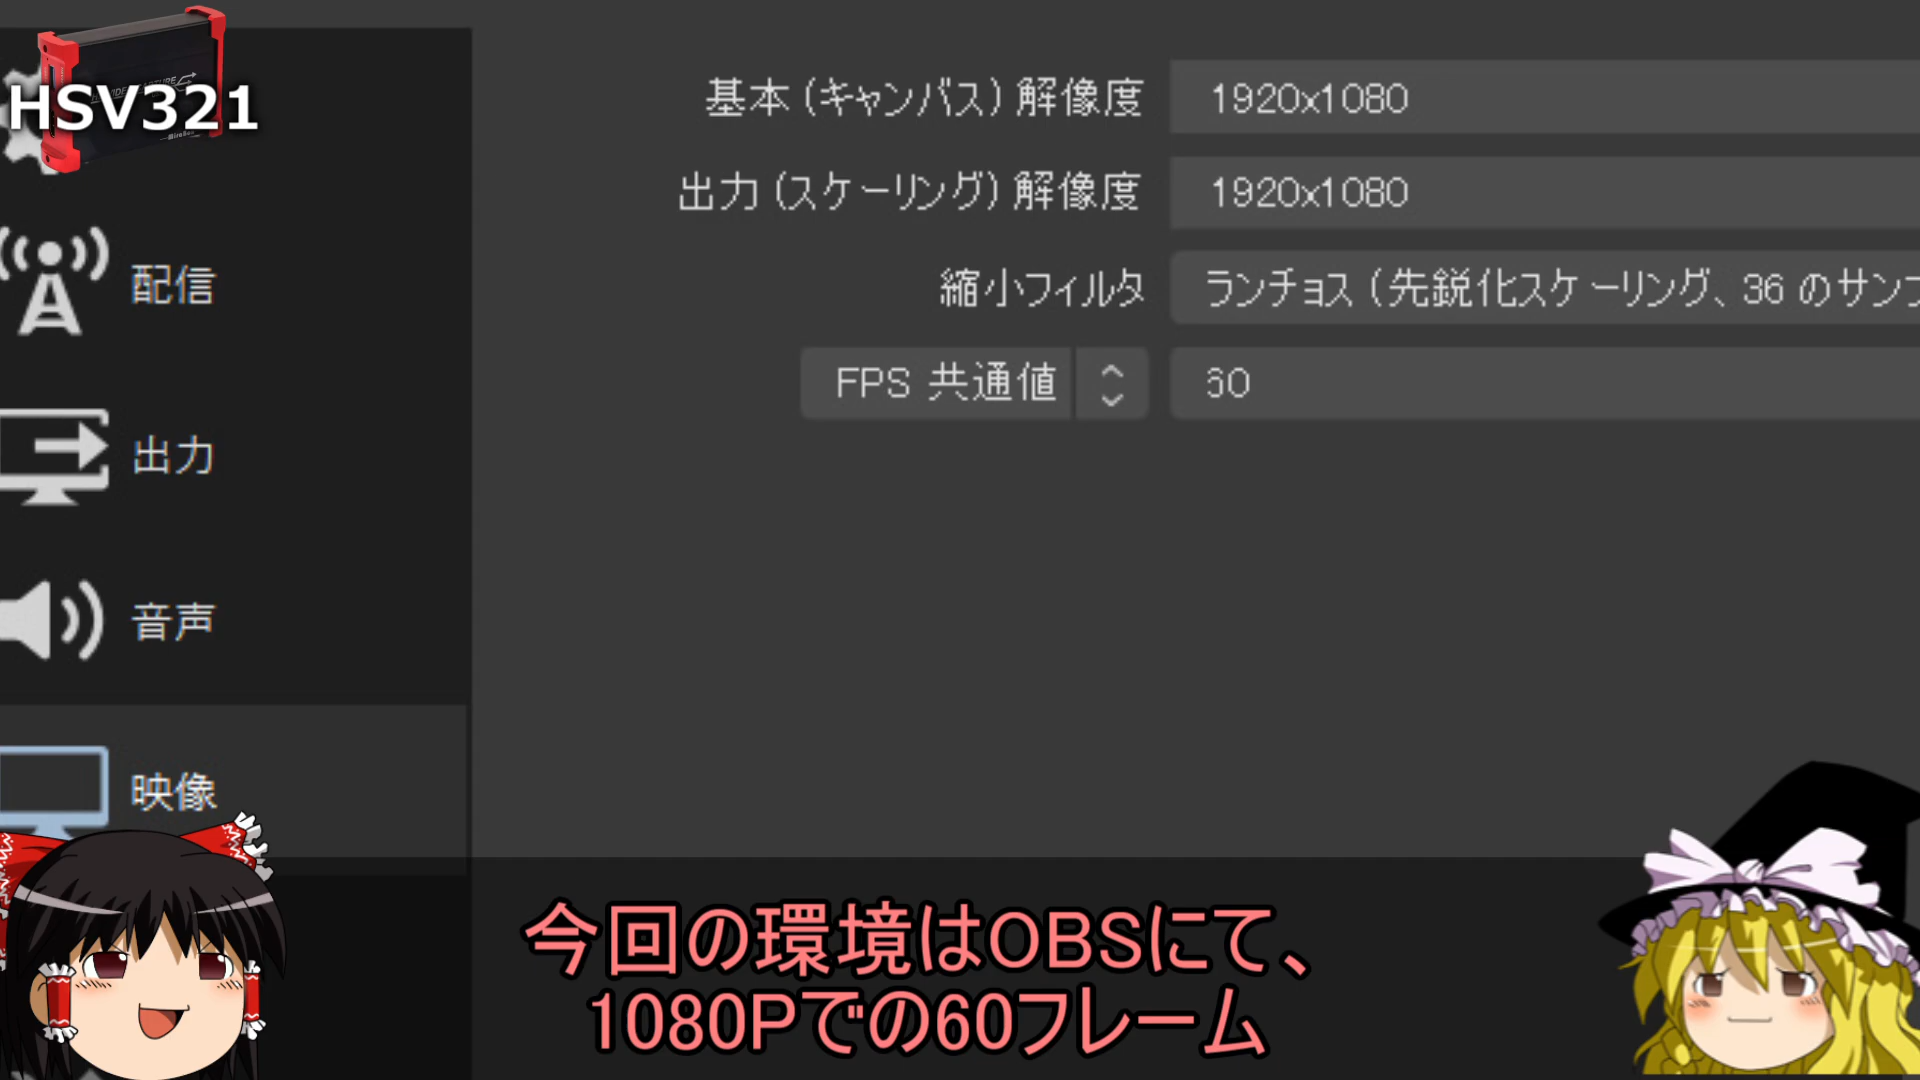 HSV321
基本 (キャンバス) 解像度 1920x1080
出力 (スケーリング) 解像度 1920x1080
縮小フィルタ ランチョス (先鋭化スケーリング、36 のサンプ
FPS 共通値 60
配信
出力
音声
映像
今回の環境はOBSにて、
1080Pでの60フレーム